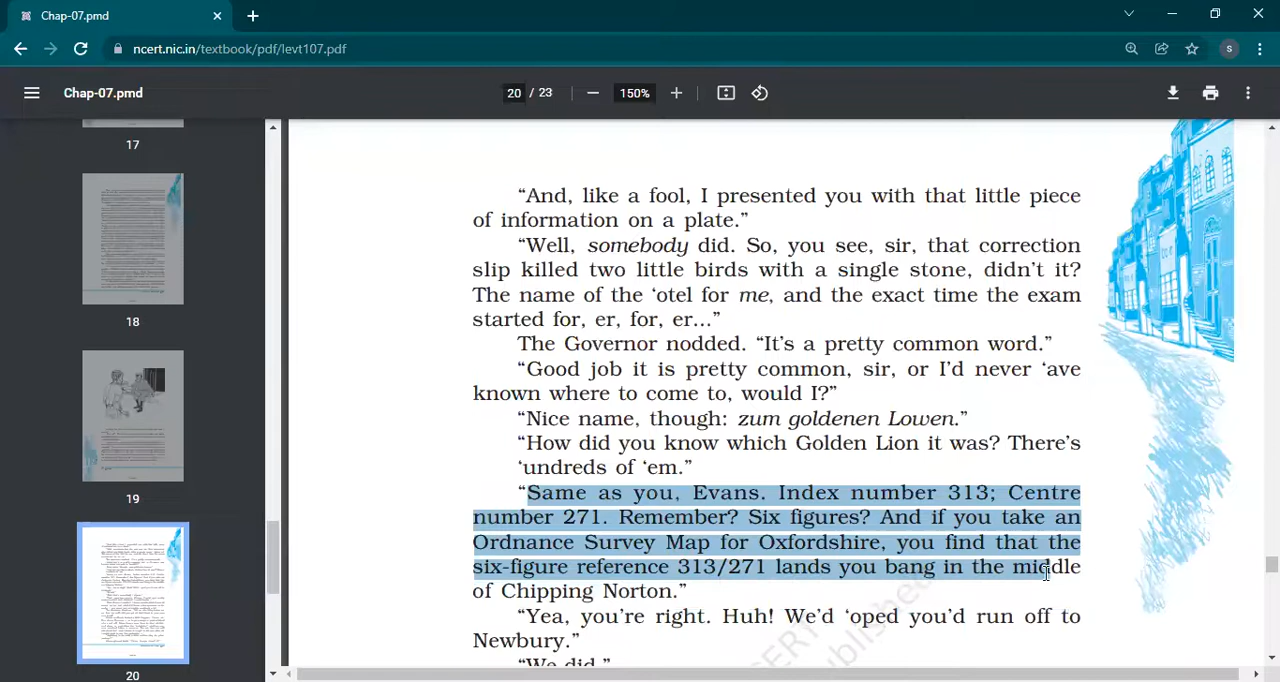 Chap-07.pmd
ncert.nic.in/textbook/pdf/levt107.pdf
S
Chap-07.pmd
20 / 23
150%
17
18
19
20
“And, like a fool, I presented you with that little piece
of information on a plate.”
“Well, somebody did. So, you see, sir, that correction
slip killed two little birds with a single stone, didn’t it?
The name of the ‘otel for me, and the exact time the exam
started for, er, for, er...”
The Governor nodded. “It’s a pretty common word.”
“Good job it is pretty common, sir, or I’d never ‘ave
known where to come to, would I?”
“Nice name, though: zum goldenen Lowen.”
“How did you know which Golden Lion it was? There’s
‘undreds of ‘em.”
“Same as you, Evans. Index number 313; Centre
number 271. Remember? Six figures? And if you take an
Ordnance Survey Map for Oxfordshire, you find that the
six-figure reference 313/271 lands you bang in the middle
of Chipping Norton.”
“Yea, you’re right. Huh! We’d ‘oped you’d run off to
Newbury.”
“We did.”